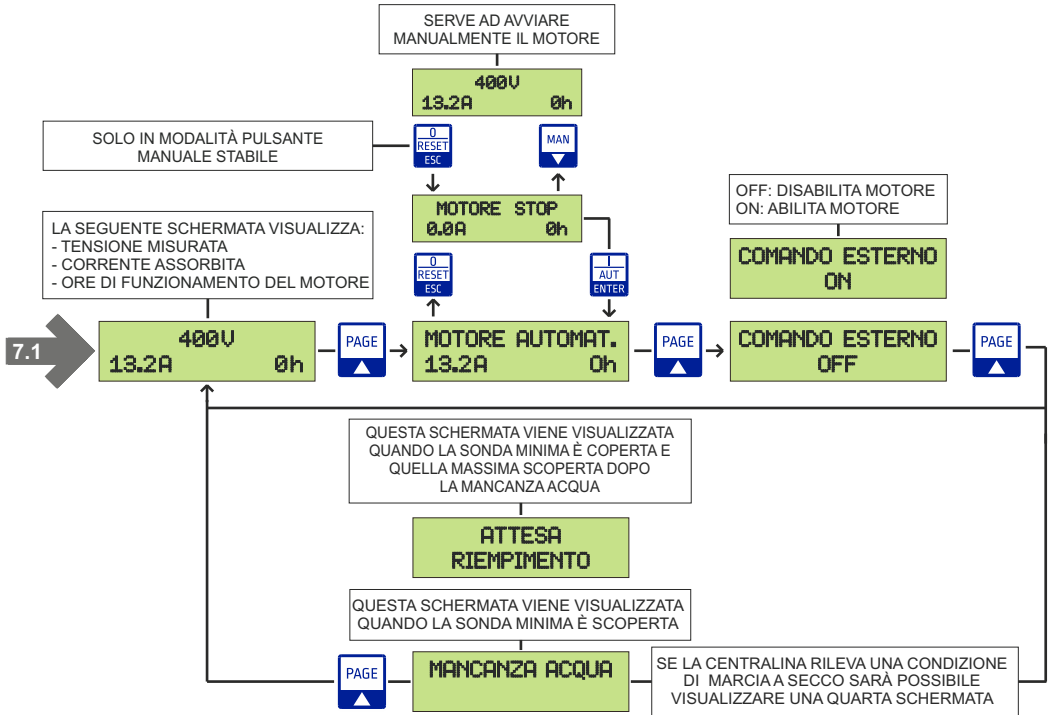 SERVE AD AVVIARE
MANUALMENTE IL MOTORE
400V
13.2A 0h
SOLO IN MODALITÀ PULSANTE
MANUALE STABILE
0
RESET
ESC
MAN
MOTORE STOP
0.0A 0h
OFF: DISABILITA MOTORE
ON: ABILITA MOTORE
LA SEGUENTE SCHERMATA VISUALIZZA:
- TENSIONE MISURATA
- CORRENTE ASSORBITA
- ORE DI FUNZIONAMENTO DEL MOTORE
0
RESET
ESC
I
AUT
ENTER
COMANDO ESTERNO
ON
7.1
400V
13.2A 0h
PAGE
MOTORE AUTOMAT.
13.2A 0h
PAGE
COMANDO ESTERNO
OFF
PAGE
QUESTA SCHERMATA VIENE VISUALIZZATA
QUANDO LA SONDA MINIMA È COPERTA E
QUELLA MASSIMA SCOPERTA DOPO
LA MANCANZA ACQUA
ATTESA
RIEMPIMENTO
QUESTA SCHERMATA VIENE VISUALIZZATA
QUANDO LA SONDA MINIMA È SCOPERTA
PAGE
MANCANZA ACQUA
SE LA CENTRALINA RILEVA UNA CONDIZIONE
DI MARCIA A SECCO SARÀ POSSIBILE
VISUALIZZARE UNA QUARTA SCHERMATA